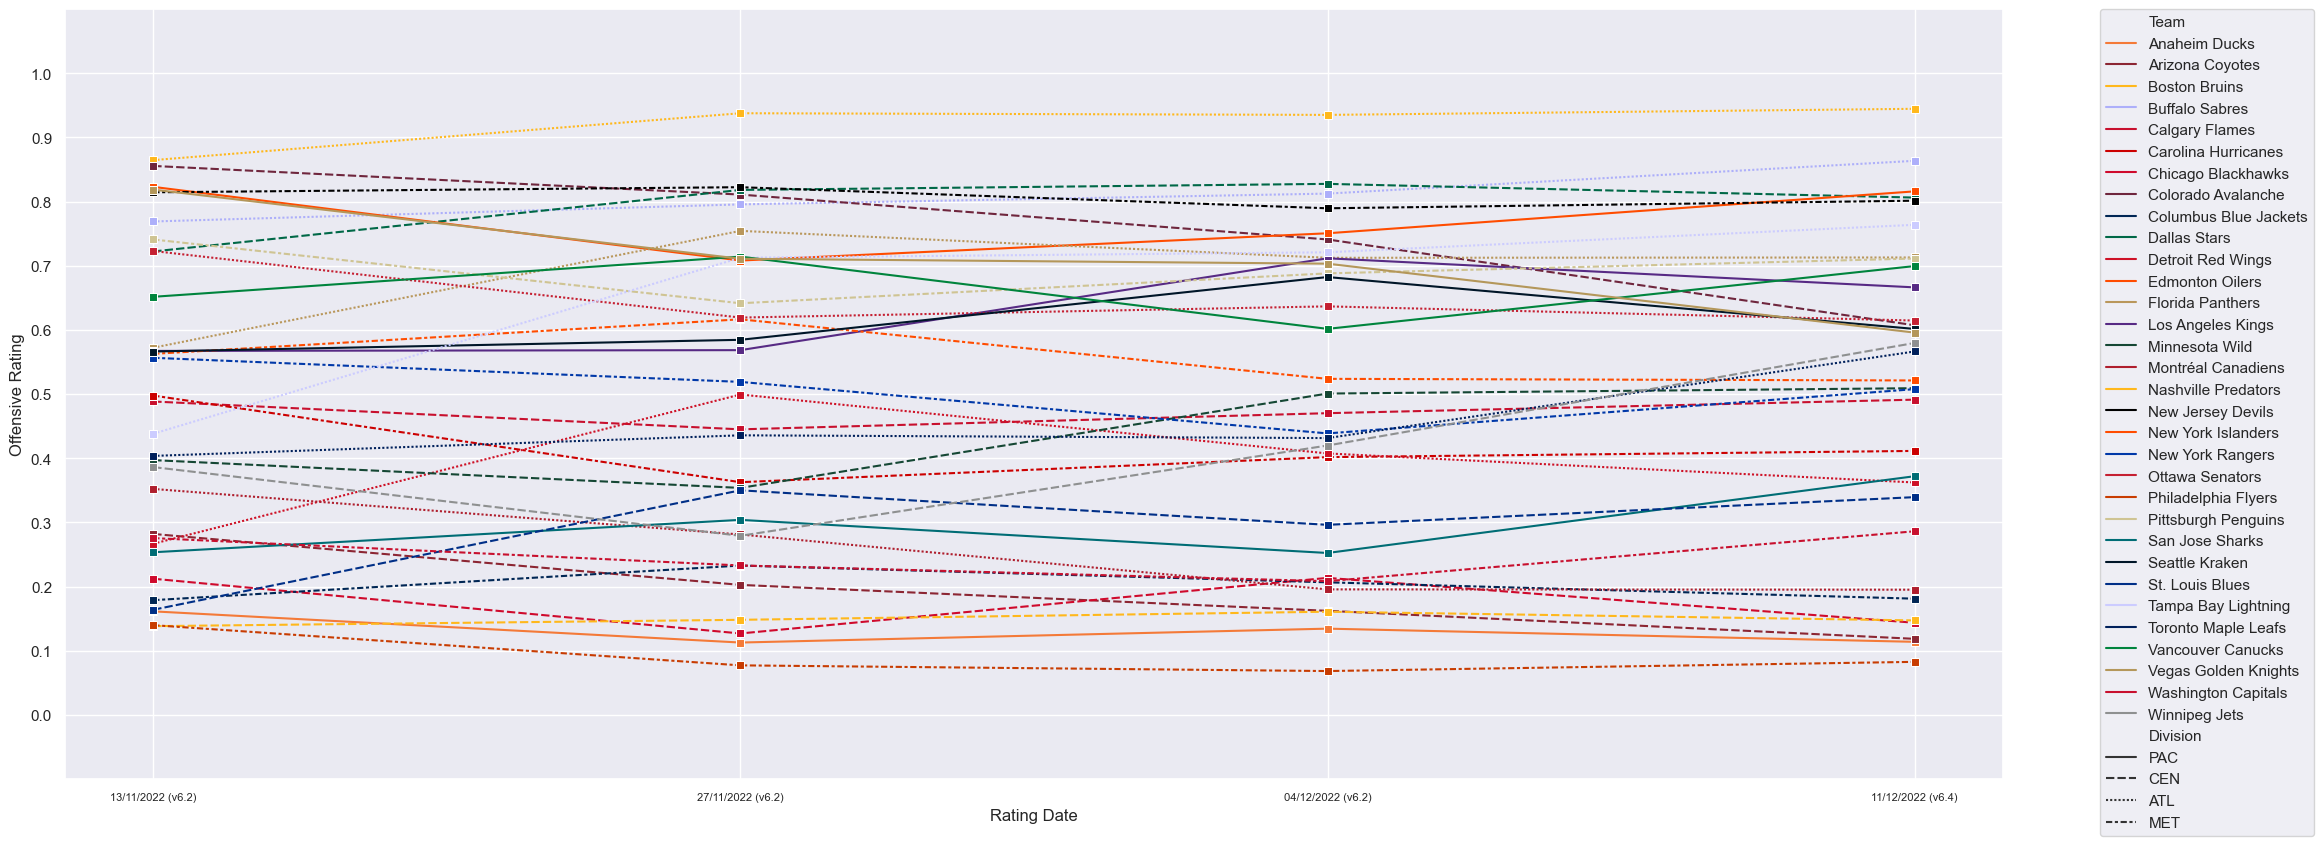 1.0
0.9
0.8
0.7
0.6
0.5
0.4
0.3
0.2
0.1
0.0
Offensive Rating
13/11/2022 (v6.2)
27/11/2022 (v6.2)
04/12/2022 (v6.2)
11/12/2022 (v6.4)
Rating Date
Team
Anaheim Ducks
Arizona Coyotes
Boston Bruins
Buffalo Sabres
Calgary Flames
Carolina Hurricanes
Chicago Blackhawks
Colorado Avalanche
Columbus Blue Jackets
Dallas Stars
Detroit Red Wings
Edmonton Oilers
Florida Panthers
Los Angeles Kings
Minnesota Wild
Montréal Canadiens
Nashville Predators
New Jersey Devils
New York Islanders
New York Rangers
Ottawa Senators
Philadelphia Flyers
Pittsburgh Penguins
San Jose Sharks
Seattle Kraken
St. Louis Blues
Tampa Bay Lightning
Toronto Maple Leafs
Vancouver Canucks
Vegas Golden Knights
Washington Capitals
Winnipeg Jets
Division
PAC
CEN
ATL
MET